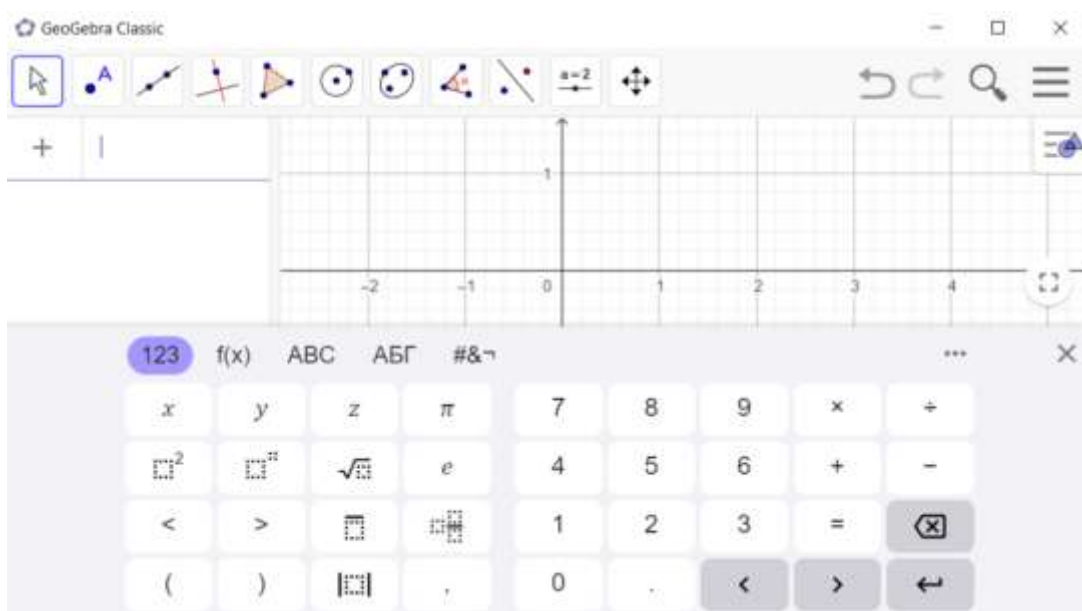 GeoGebra Classic
A
a=2
+
1
-2 -1 0 1 2 3 4
123 f(x) ABC АБГ #&¬
x y z π 7 8 9 × ÷
2 √ e 4 5 6 + −
< > 1 2 3 =
( ) , 0 . < >